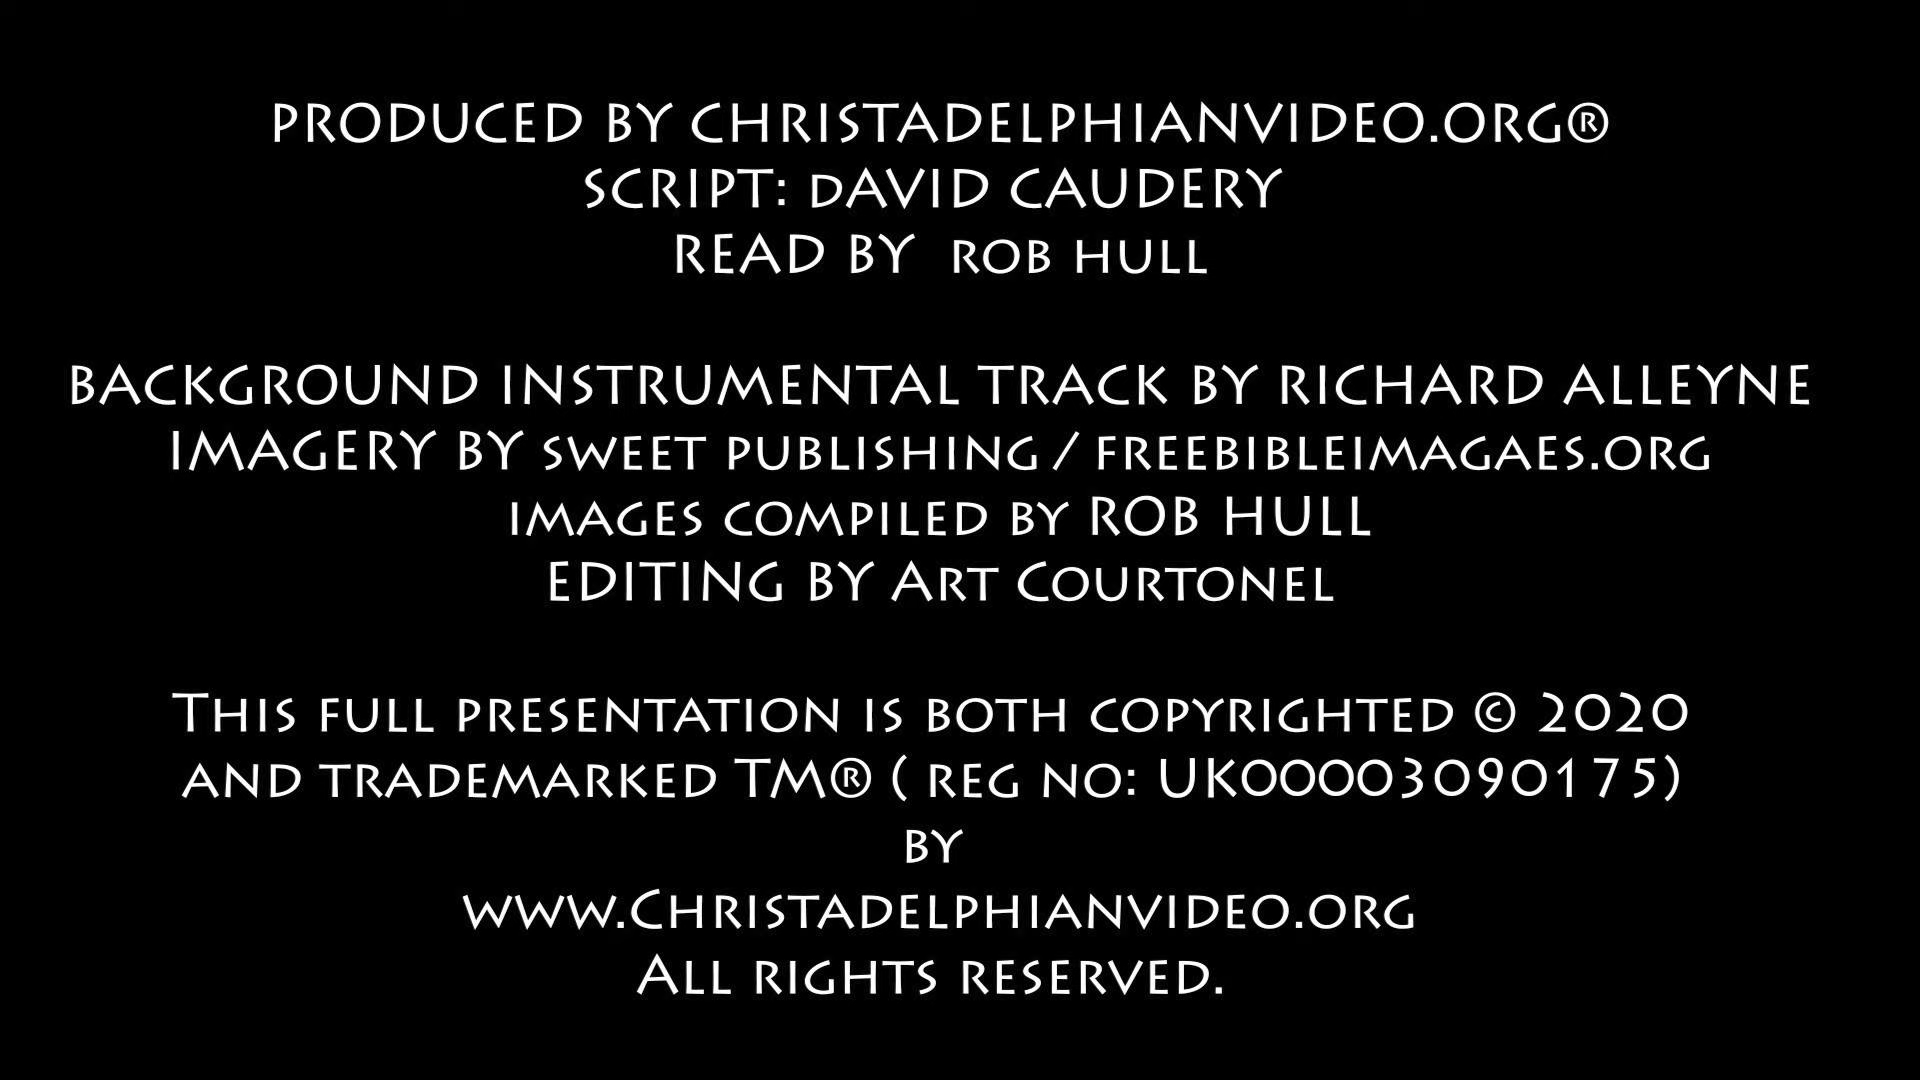 PRODUCED BY CHRISTADELPHIANVIDEO.ORG®
SCRIPT: DAVID CAUDERY
READ BY ROB HULL
BACKGROUND INSTRUMENTAL TRACK BY RICHARD ALLEYNE
IMAGERY BY SWEET PUBLISHING / FREEBIBLEIMAGAES.ORG
IMAGES COMPILED BY ROB HULL
EDITING BY ART COURTONEL
THIS FULL PRESENTATION IS BOTH COPYRIGHTED © 2020
AND TRADEMARKED TM® ( REG NO: UK00003090175)
BY
WWW.CHRISTADELPHIANVIDEO.ORG
ALL RIGHTS RESERVED.